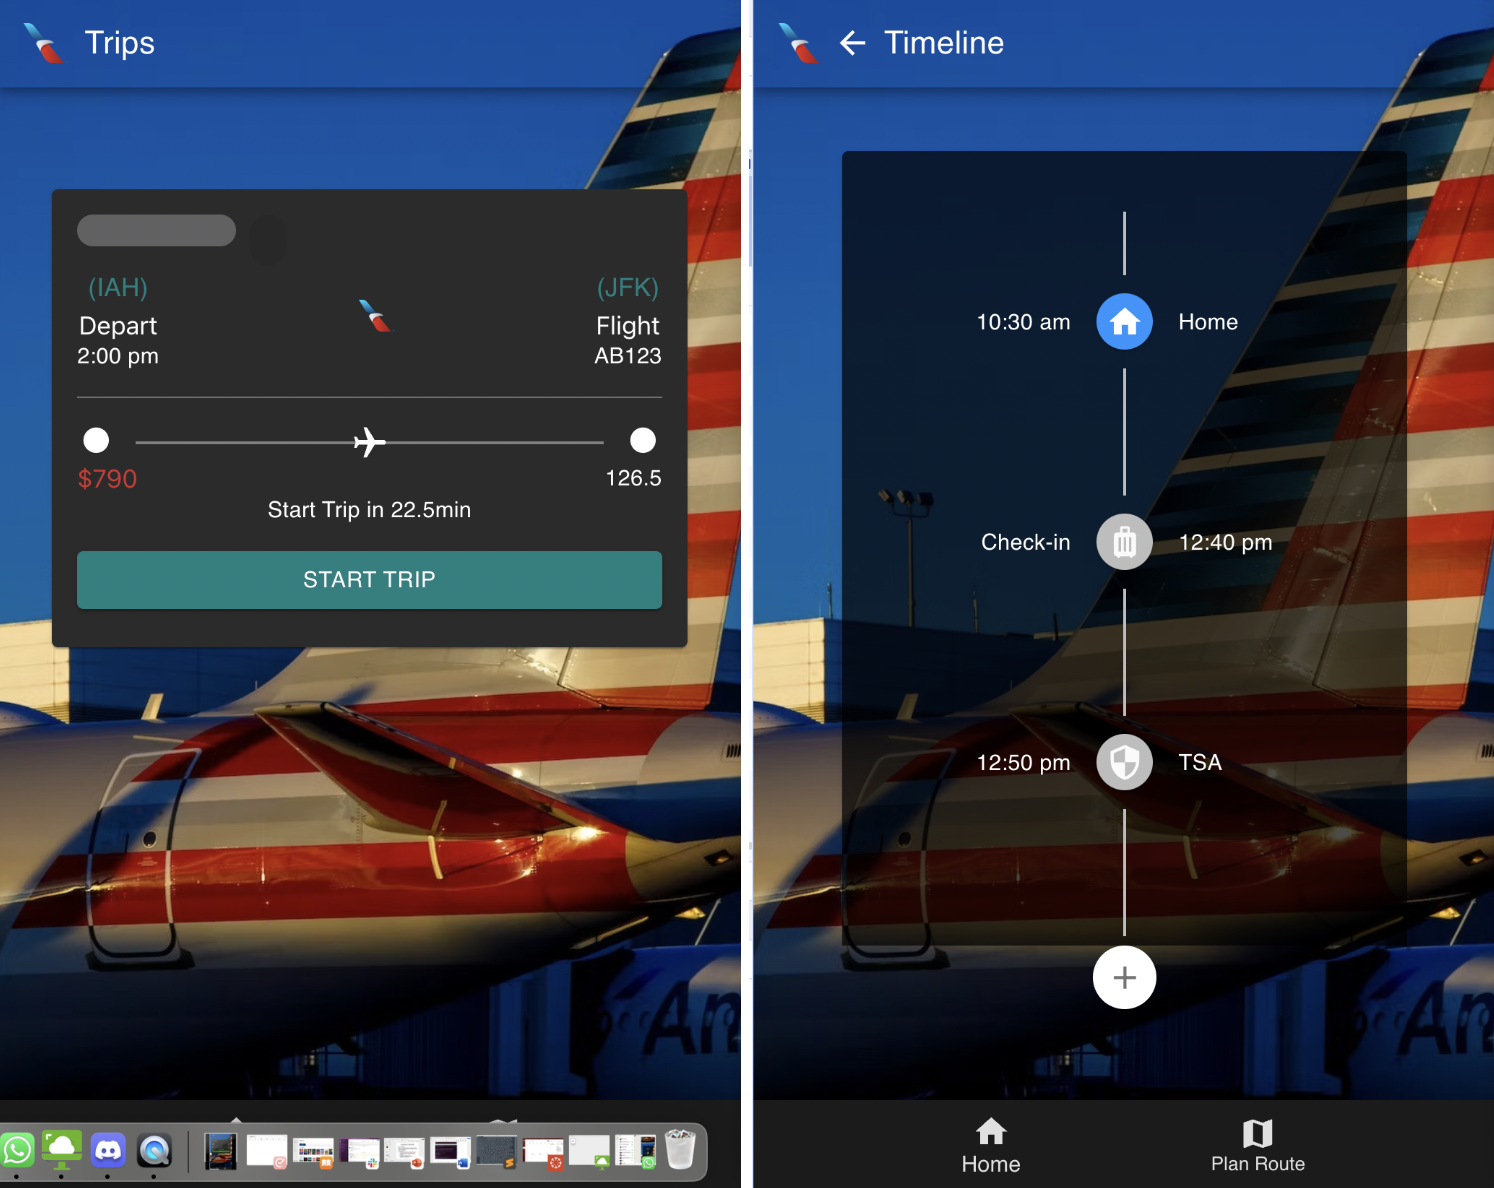 Trips
(IAH)
(JFK)
Depart
Flight
2:00 pm
AB123
$790
126.5
Start Trip in 22.5min
START TRIP
Timeline
10:30 am
Home
Check-in
12:40 pm
12:50 pm
TSA
Am
Home
Plan Route